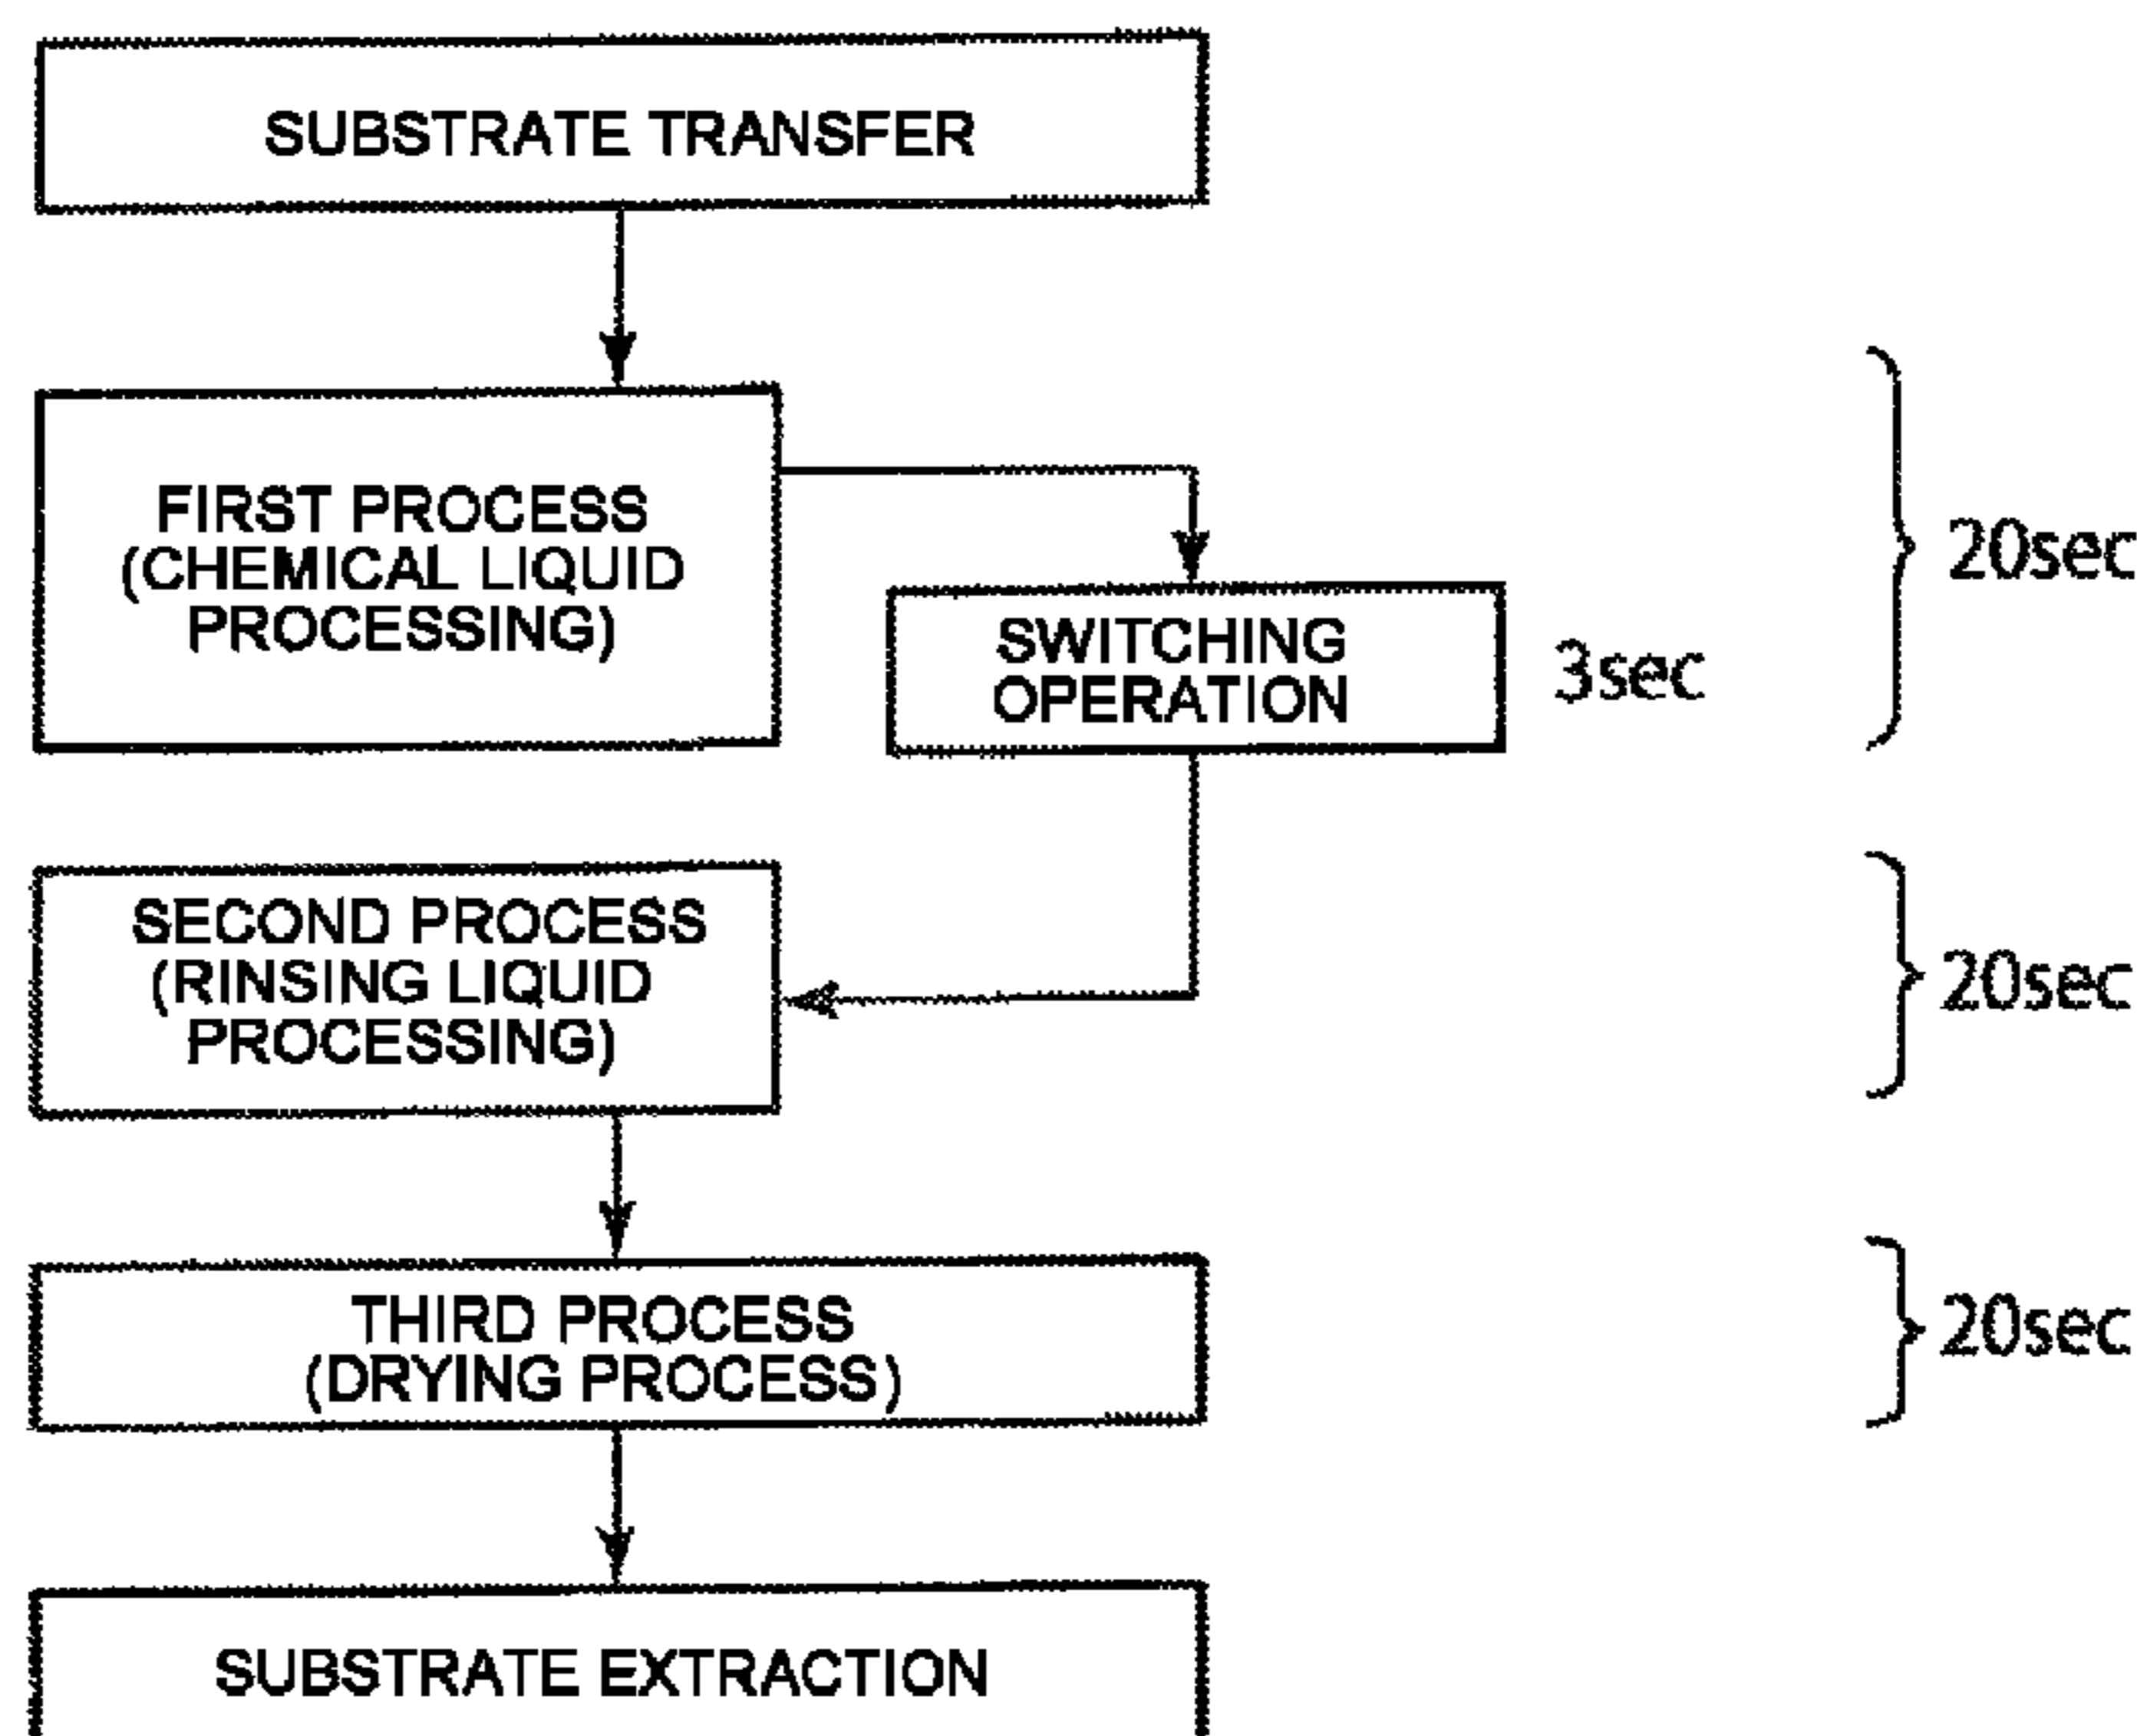 SUBSTRATE TRANSFER
FIRST PROCESS
(CHEMICAL LIQUID
PROCESSING)
20sec
SWITCHING
OPERATION
3sec
SECOND PROCESS
(RINSING LIQUID
PROCESSING)
20sec
THIRD PROCESS
(DRYING PROCESS)
20sec
SUBSTRATE EXTRACTION